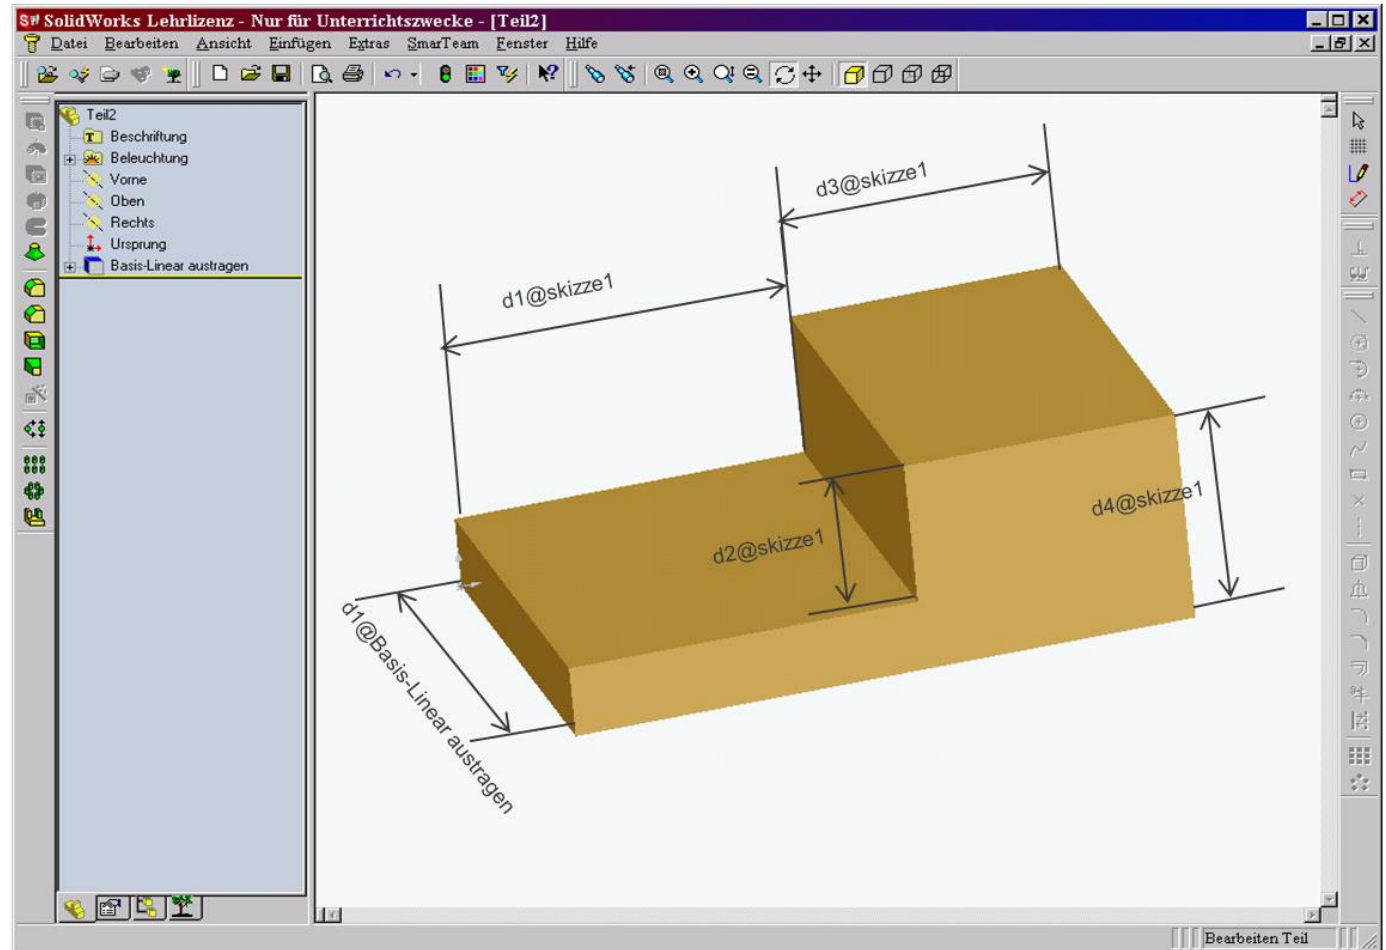 SolidWorks Lehrlizenz - Nur für Unterrichtszwecke - [Teil2]
Datei Bearbeiten Ansicht Einfügen Extras SmarTeam Fenster Hilfe
Teil2
Beschriftung
Beleuchtung
Vorne
Oben
Rechts
Ursprung
Basis-Linear austragen
d3@skizze1
d1@skizze1
d4@skizze1
d2@skizze1
d1@Basis-Linear austragen
Bearbeiten Teil